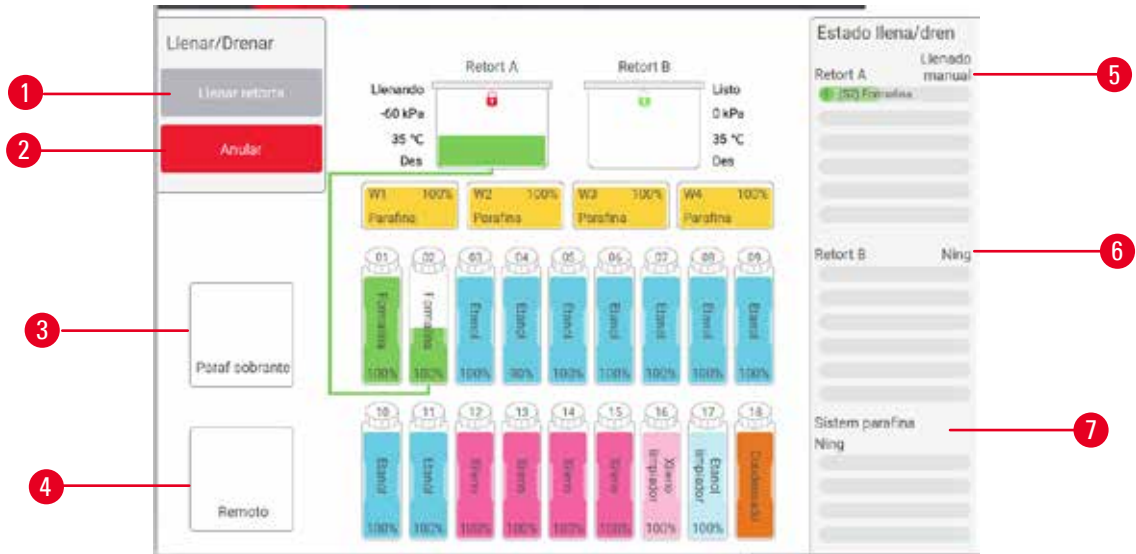 Llenar/Drenar
Llenar retorta
Anular
Paraf sobrante
Remoto
1
2
3
4
Retort A
Retort B
Llenando
-60 kPa
35 °C
Des
Listo
0 kPa
35 °C
Des
W1 100%
Parafina
W2 100%
Parafina
W3 100%
Parafina
W4 100%
Parafina
01 02 03 04 05 06 07 08 09
Formalina
Formalina
Etanol
Etanol
Etanol
Etanol
Etanol
Etanol
Etanol
100% 100% 100% 90% 100% 100% 100% 100% 100%
10 11 12 13 14 15 16 17 18
Etanol
Etanol
Xileno
Xileno
Xileno
Xileno
Xileno limpiador
Etanol limpiador
Condensado
100% 100% 100% 100% 100% 100% 100% 100%
Estado llena/dren
Retort A
Llenado
manual
(S2) Formalina
Retort B Ning
Sistem parafina
Ning
5
6
7